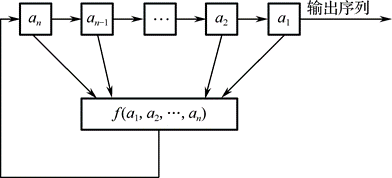 aₙ aₙ₋₁ ⋯ a₂ a₁ 输出序列
f(a₁, a₂, ⋯, aₙ)